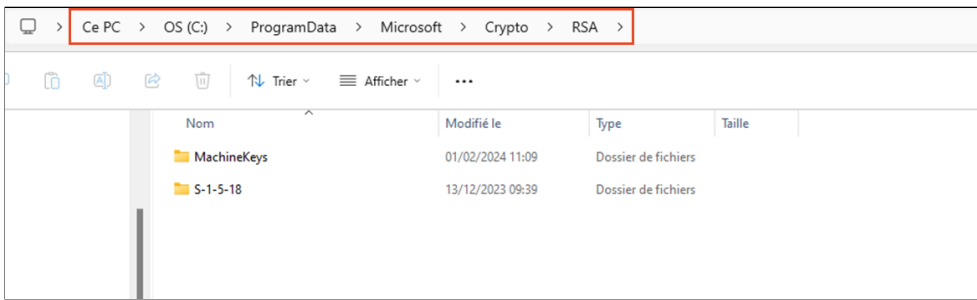 Ce PC > OS (C:) > ProgramData > Microsoft > Crypto > RSA >
Trier Afficher ...
Nom Modifié le Type Taille
MachineKeys 01/02/2024 11:09 Dossier de fichiers
S-1-5-18 13/12/2023 09:39 Dossier de fichiers